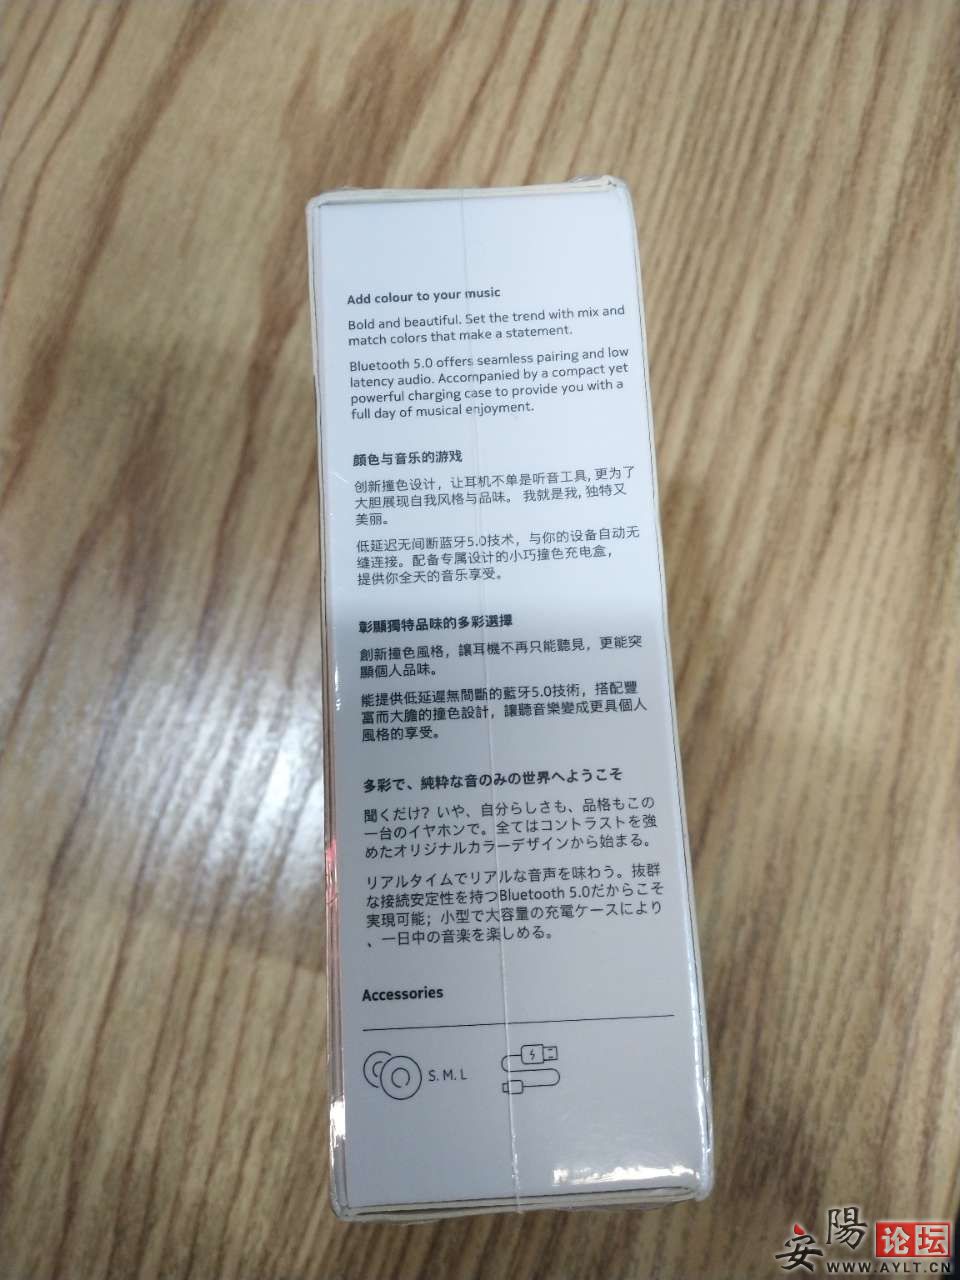 Add colour to your music
Bold and beautiful. Set the trend with mix and
match colors that make a statement.
Bluetooth 5.0 offers seamless pairing and low
latency audio. Accompanied by a compact yet
powerful charging case to provide you with a
full day of musical enjoyment.
颜色与音乐的游戏
创新撞色设计，让耳机不单是听音工具, 更为了
大胆展现自我风格与品味。 我就是我, 独特又
美丽。
低延迟无间断蓝牙5.0技术，与你的设备自动无
缝连接。配备专属设计的小巧撞色充电盒，
提供你全天的音乐享受。
彰顯獨特品味的多彩選擇
創新撞色風格，讓耳機不再只能聽見，更能突
顯個人品味。
能提供低延遲無間斷的藍牙5.0技術，搭配豐
富而大膽的撞色設計，讓聽音樂變成更具個人
風格的享受。
多彩で、純粋な音のみの世界へようこそ
聞くだけ？いや、自分らしさも、品格もこの
一台のイヤホンで。全てはコントラストを強
めたオリジナルカラーデザインから始まる。
リアルタイムでリアルな音声を味わう。抜群
な接続安定性を持つBluetooth 5.0だからこそ
実現可能；小型で大容量の充電ケースにより
、一日中の音楽を楽しめる。
Accessories
S. M. L
安陽论坛
WWW.AYLT.CN